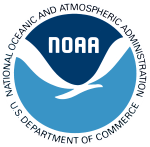 NATIONAL OCEANIC AND ATMOSPHERIC ADMINISTRATION
NOAA
U.S. DEPARTMENT OF COMMERCE